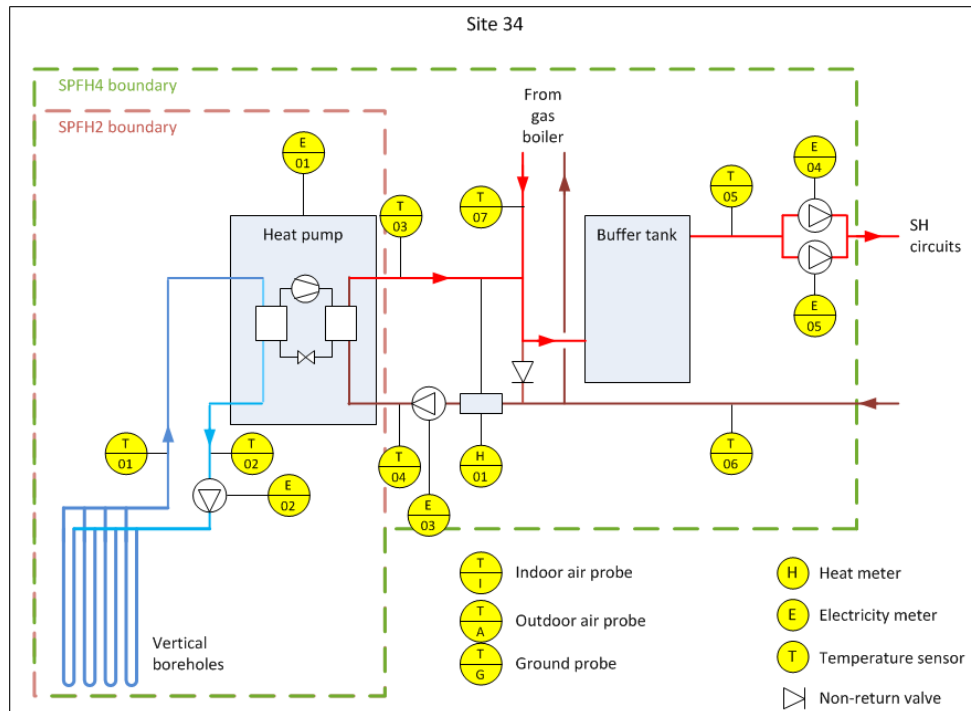 Site 34
SPFH4 boundary
SPFH2 boundary
From
gas
boiler
E
01
E
04
T
03
T
07
T
05
Heat pump
Buffer tank
SH
circuits
E
05
T
01
T
02
E
02
T
04
H
01
E
03
T
06
T
I
Indoor air probe
T
A
Outdoor air probe
T
G
Ground probe
H
Heat meter
E
Electricity meter
T
Temperature sensor
Non-return valve
Vertical
boreholes